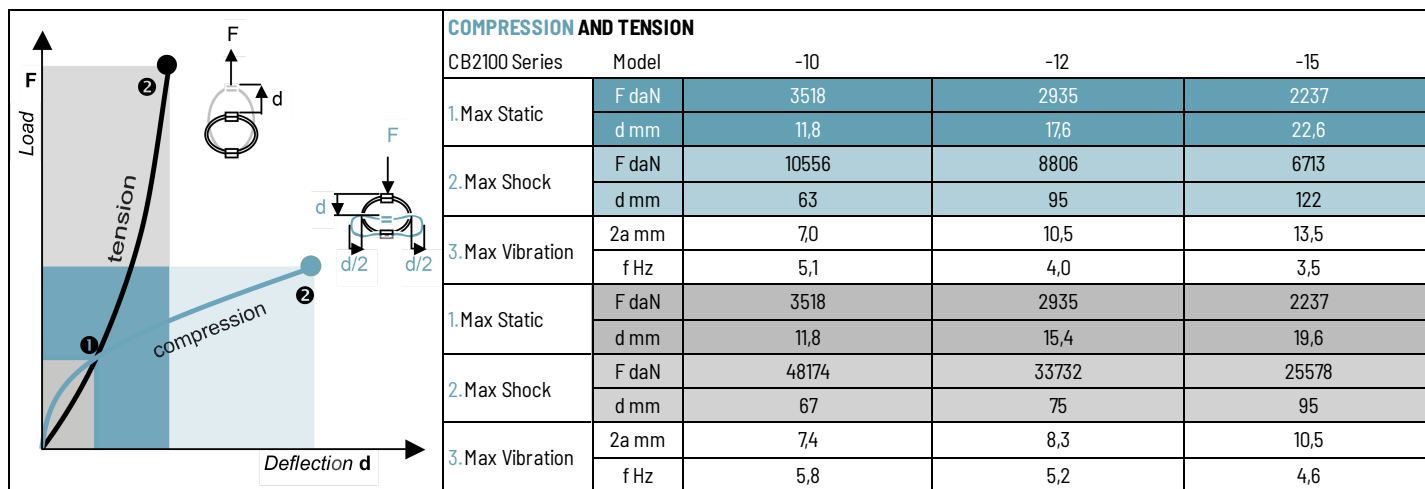 F
Load
❷
F
d
tension
F
d
d/2
d/2
❷
❶
compression
Deflection d
COMPRESSION AND TENSION
CB2100 Series Model -10 -12 -15
1.Max Static F daN 3518 2935 2237
d mm 11,8 17,6 22,6
2.Max Shock F daN 10556 8806 6713
d mm 63 95 122
3.Max Vibration 2a mm 7,0 10,5 13,5
f Hz 5,1 4,0 3,5
1.Max Static F daN 3518 2935 2237
d mm 11,8 15,4 19,6
2.Max Shock F daN 48174 33732 25578
d mm 67 75 95
3.Max Vibration 2a mm 7,4 8,3 10,5
f Hz 5,8 5,2 4,6